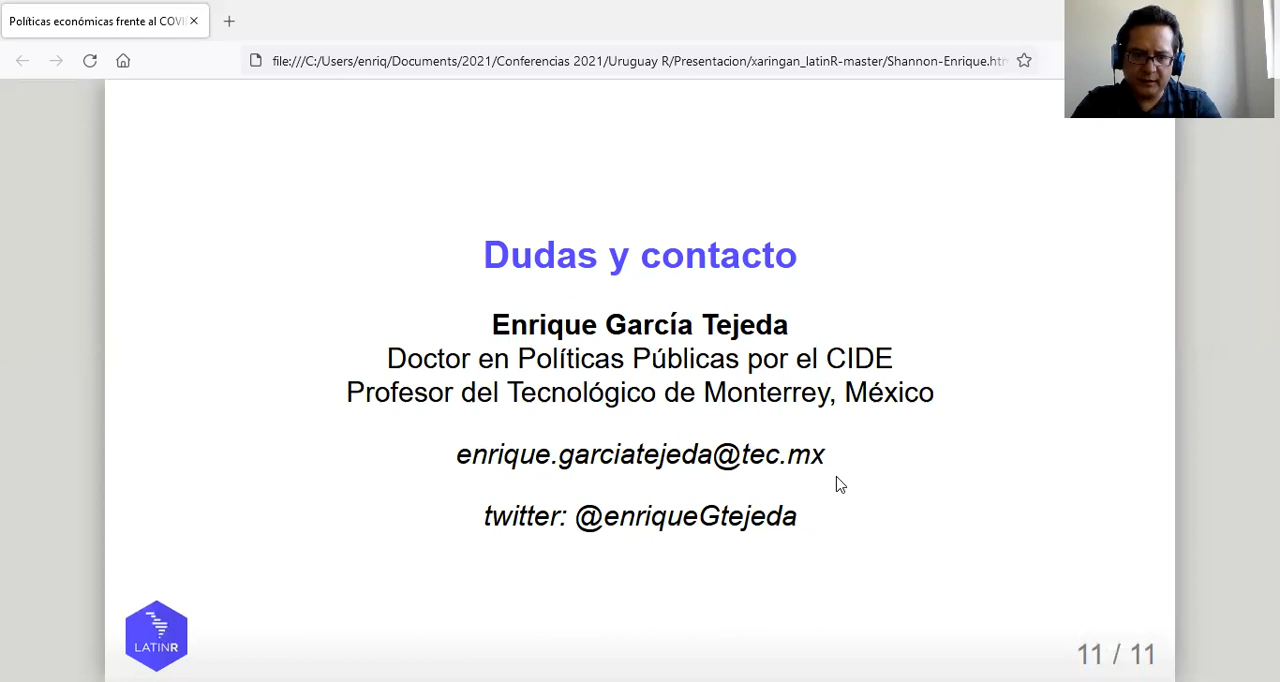 Políticas económicas frente al COVI
file:///C:/Users/enriq/Documents/2021/Conferencias 2021/Uruguay R/Presentacion/xaringan_latinR-master/Shannon-Enrique.htm
Dudas y contacto
Enrique García Tejeda
Doctor en Políticas Públicas por el CIDE
Profesor del Tecnológico de Monterrey, México
enrique.garciatejeda@tec.mx
twitter: @enriqueGtejeda
LATINR
11 / 11